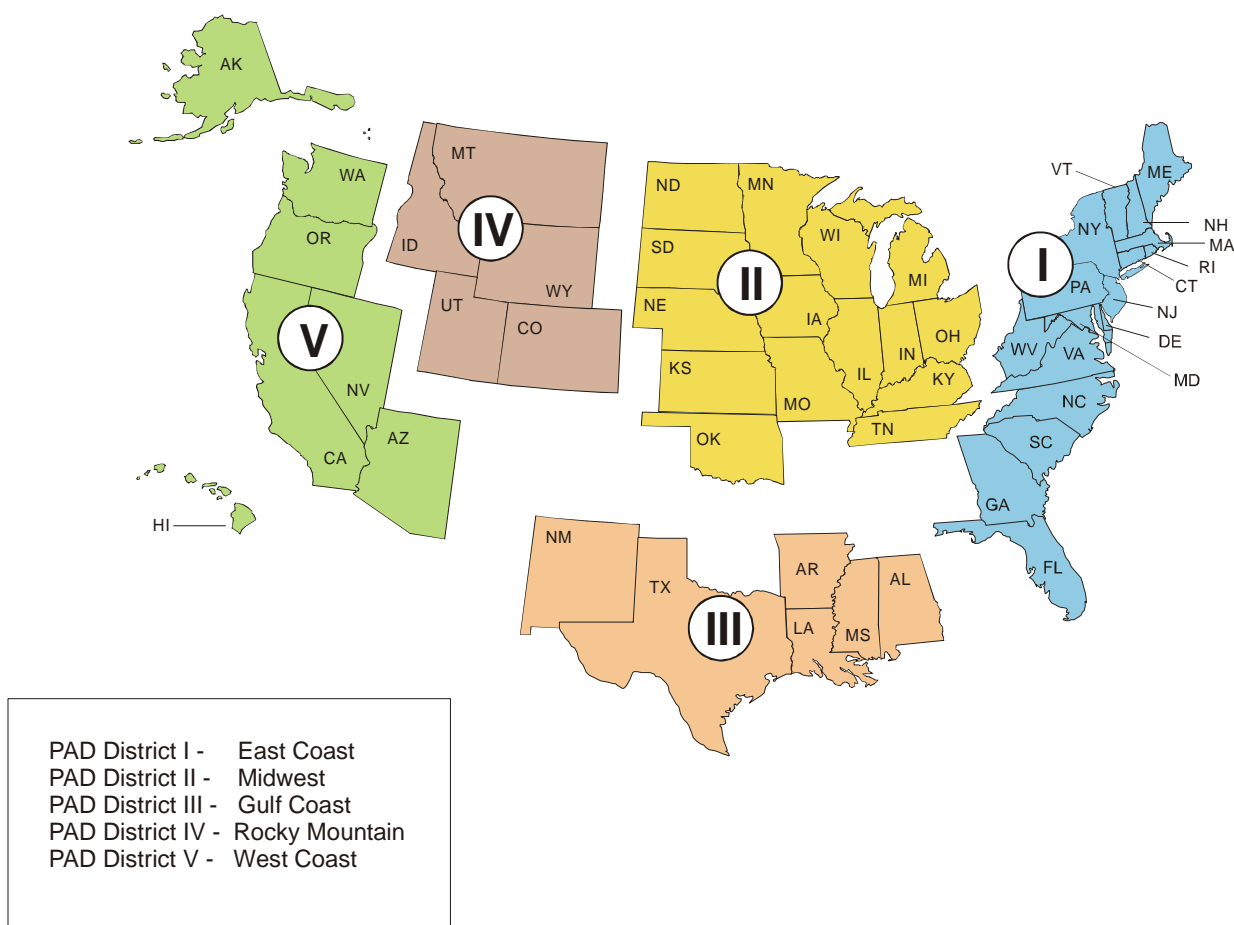 AK
WA
OR
CA
NV
AZ
HI
V
MT
ID
WY
UT
CO
IV
ND
SD
NE
KS
OK
MN
IA
MO
WI
IL
MI
IN
OH
KY
TN
II
VT
ME
NY
NH
MA
RI
CT
PA
NJ
DE
MD
WV
VA
NC
SC
GA
FL
I
NM
TX
AR
LA
MS
AL
III
PAD District I - East Coast
PAD District II - Midwest
PAD District III - Gulf Coast
PAD District IV - Rocky Mountain
PAD District V - West Coast